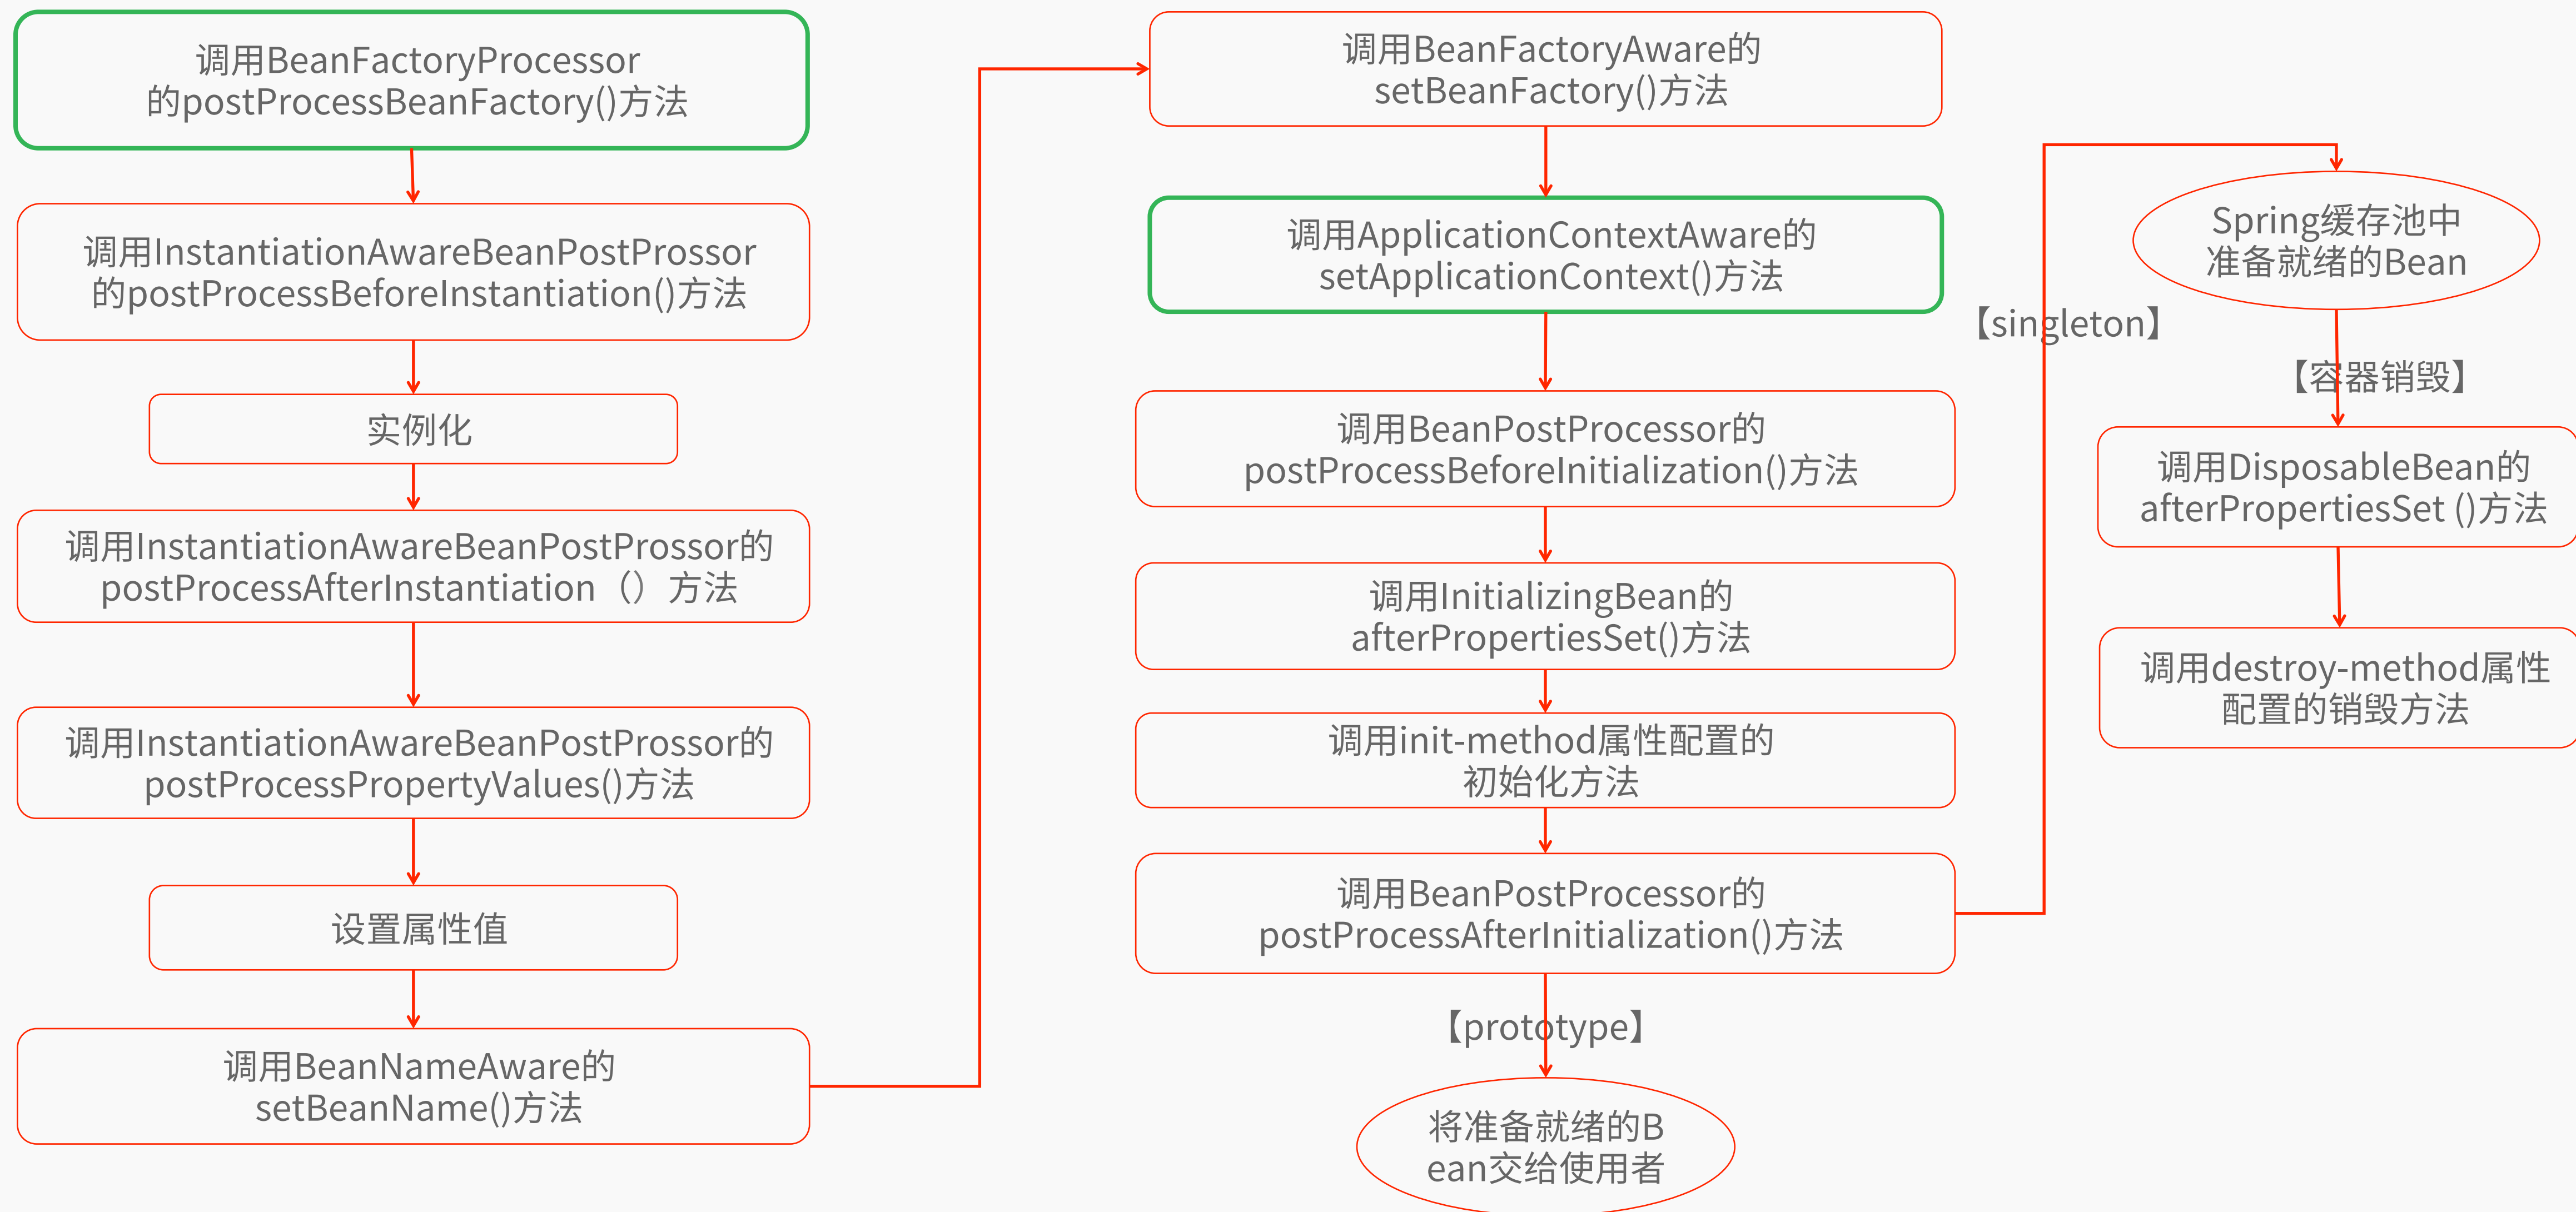 调用BeanFactoryProcessor
的postProcessBeanFactory()方法
调用InstantiationAwareBeanPostProssor
的postProcessBeforeInstantiation()方法
实例化
调用InstantiationAwareBeanPostProssor的
postProcessAfterInstantiation（）方法
调用InstantiationAwareBeanPostProssor的
postProcessPropertyValues()方法
设置属性值
调用BeanNameAware的
setBeanName()方法
调用BeanFactoryAware的
setBeanFactory()方法
调用ApplicationContextAware的
setApplicationContext()方法
调用BeanPostProcessor的
postProcessBeforeInitialization()方法
调用InitializingBean的
afterPropertiesSet()方法
调用init-method属性配置的
初始化方法
调用BeanPostProcessor的
postProcessAfterInitialization()方法
【prototype】
将准备就绪的B
ean交给使用者
【singleton】
Spring缓存池中
准备就绪的Bean
【容器销毁】
调用DisposableBean的
afterPropertiesSet ()方法
调用destroy-method属性
配置的销毁方法